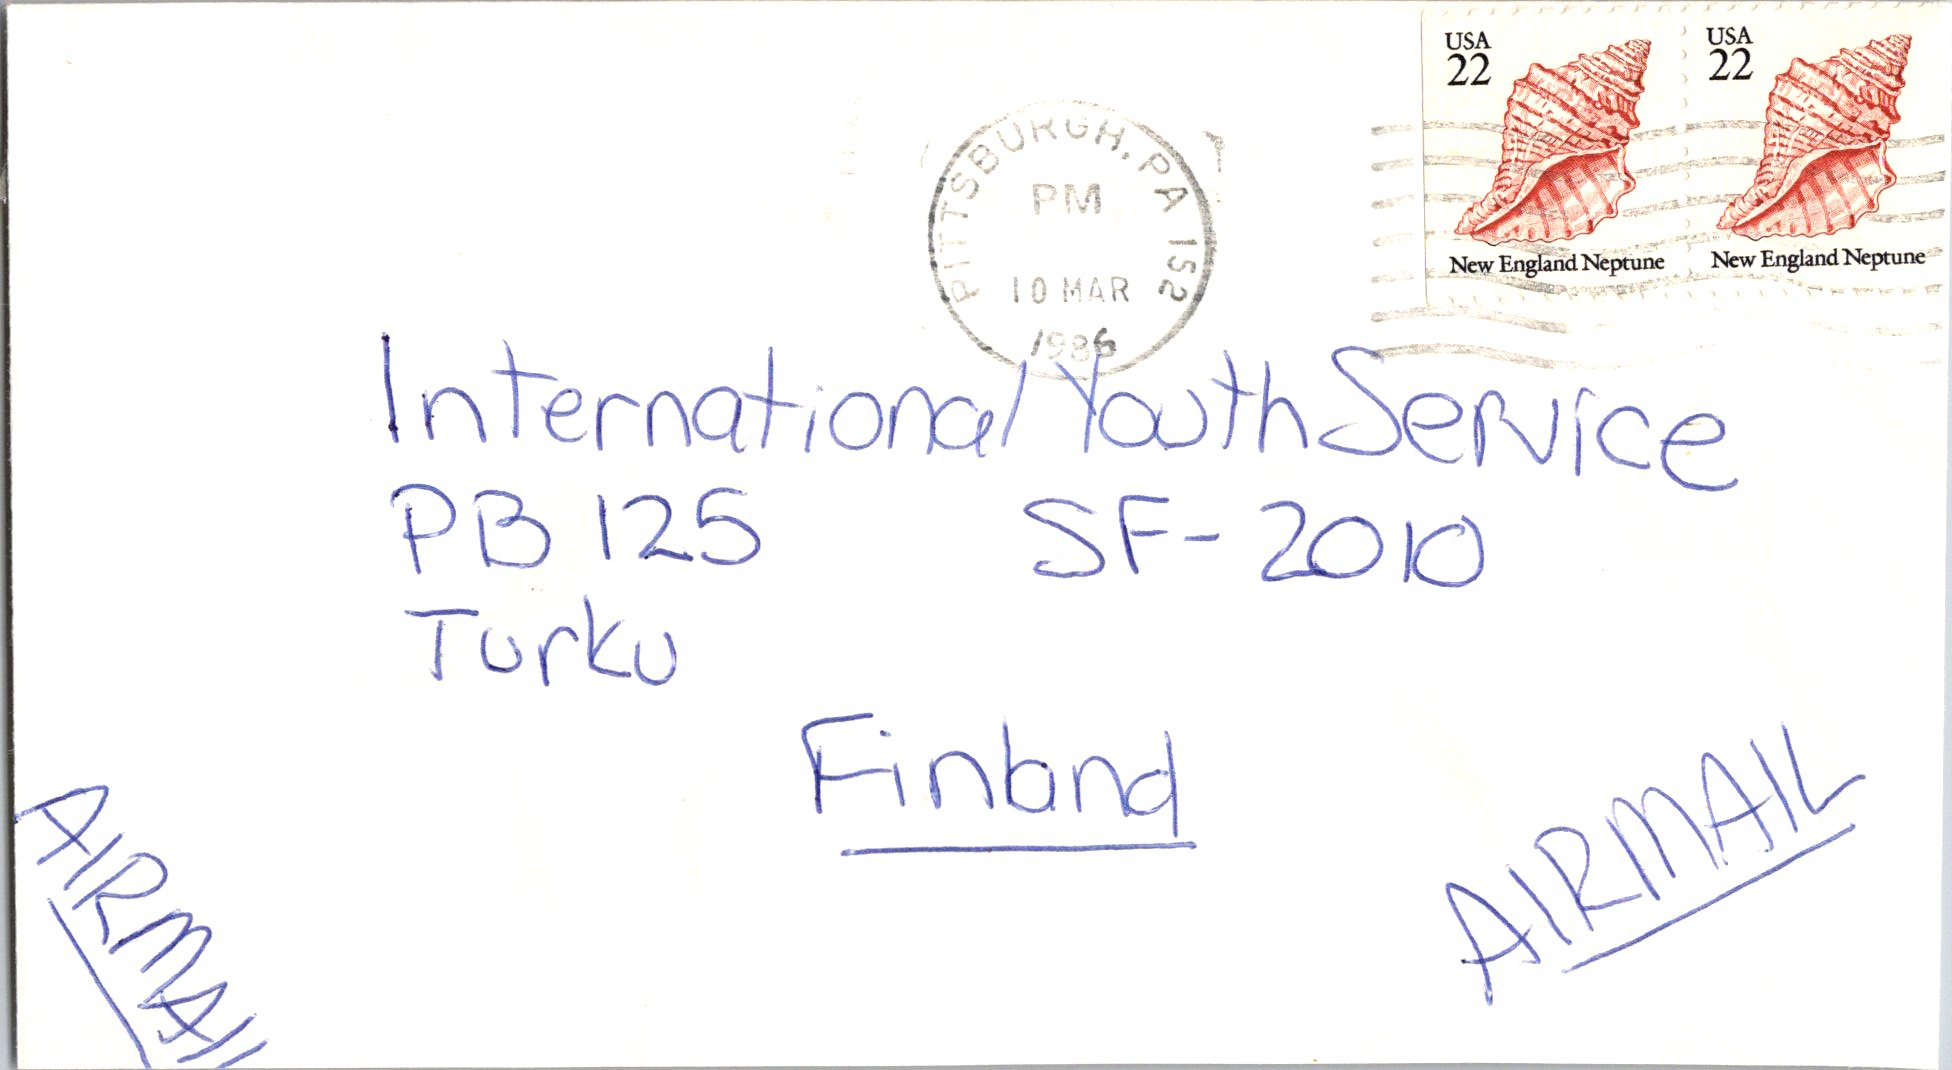 USA
22
New England Neptune
USA
22
New England Neptune
PITTSBURGH, PA 152
PM
10 MAR
1986
International Youth Service
PB 125 SF-2010
Turku
Finland
AIRMAIL
AIRMAIL